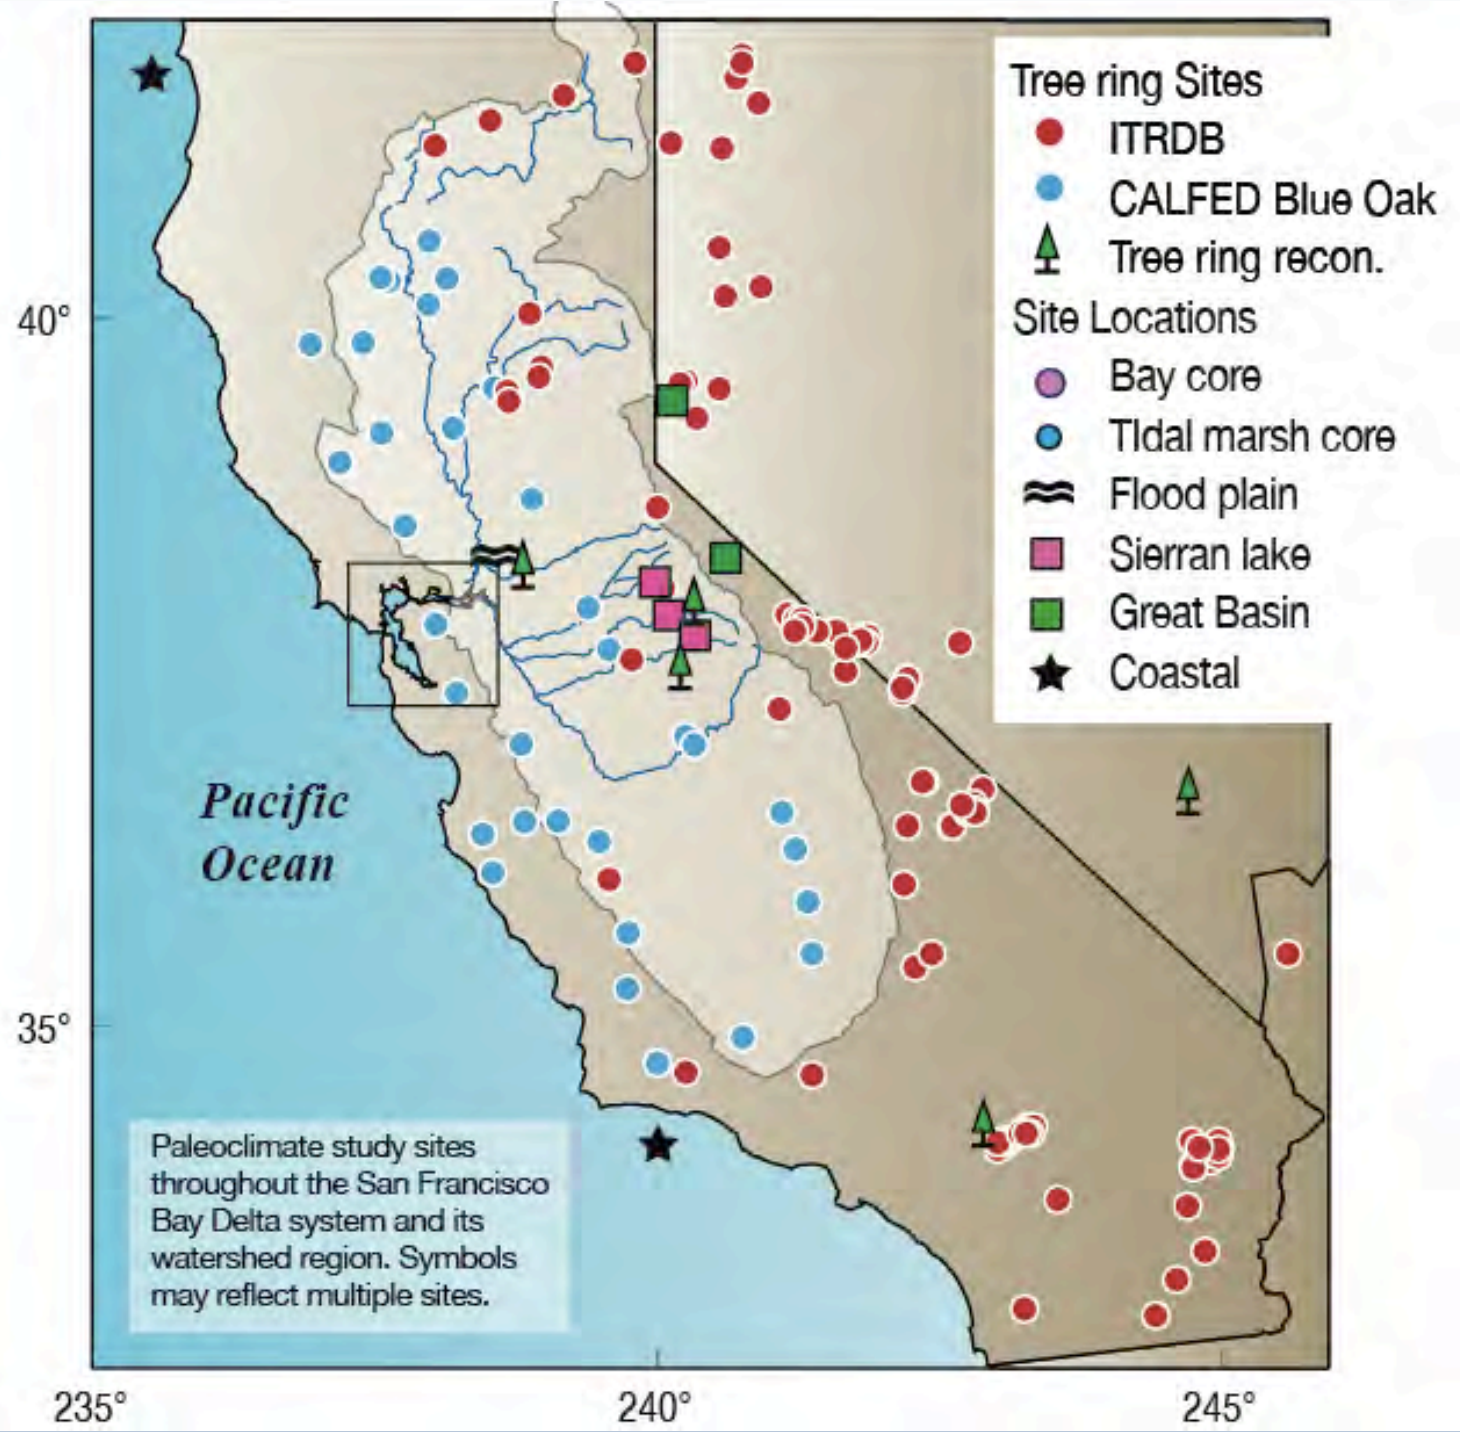 Tree ring Sites
ITRDB
CALFED Blue Oak
Tree ring recon.
Site Locations
Bay core
TIdal marsh core
Flood plain
Sierran lake
Great Basin
Coastal
40°
35°
Pacific
Ocean
Paleoclimate study sites
throughout the San Francisco
Bay Delta system and its
watershed region. Symbols
may reflect multiple sites.
235°
240°
245°